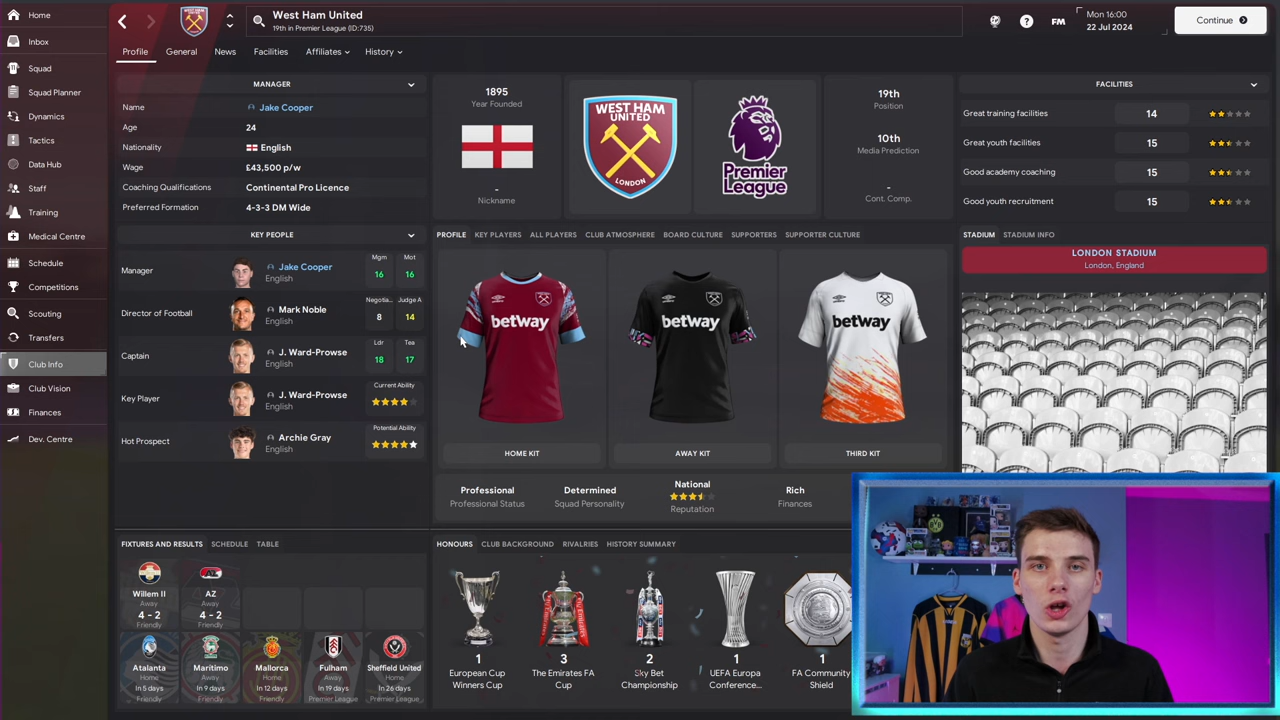 Home
Inbox
Squad
Squad Planner
Dynamics
Tactics
Data Hub
Staff
Training
Medical Centre
Schedule
Competitions
Scouting
Transfers
Club Info
Club Vision
Finances
Dev. Centre
West Ham United
19th in Premier League (ID:735)
FM
Mon 16:00
22 Jul 2024
Continue
Profile
General
News
Facilities
Affiliates
History
MANAGER
Name
Jake Cooper
Age
24
Nationality
English
Wage
£43,500 p/w
Coaching Qualifications
Continental Pro Licence
Preferred Formation
4-3-3 DM Wide
KEY PEOPLE
Manager
Jake Cooper
English
Mgm
16
Mot
16
Director of Football
Mark Noble
English
Negotia...
8
Judge A
14
Captain
J. Ward-Prowse
English
Ldr
18
Tea
17
Key Player
J. Ward-Prowse
English
Current Ability
Hot Prospect
Archie Gray
English
Potential Ability
1895
Year Founded
-
Nickname
WEST HAM
UNITED
LONDON
Premier
League
19th
Position
10th
Media Prediction
-
Cont. Comp.
PROFILE
KEY PLAYERS
ALL PLAYERS
CLUB ATMOSPHERE
BOARD CULTURE
SUPPORTERS
SUPPORTER CULTURE
betway
betway
betway
HOME KIT
AWAY KIT
THIRD KIT
Professional
Professional Status
Determined
Squad Personality
National
Reputation
Rich
Finances
FACILITIES
Great training facilities
14
Great youth facilities
15
Good academy coaching
15
Good youth recruitment
15
STADIUM
STADIUM INFO
LONDON STADIUM
London, England
FIXTURES AND RESULTS
SCHEDULE
TABLE
Willem II
Away
4 - 2
Friendly
AZ
Away
4 - 2
Friendly
Atalanta
Home
In 5 days
Friendly
Marítimo
Home
In 9 days
Friendly
Mallorca
Home
In 12 days
Friendly
Fulham
Home
In 19 days
Premier League
Sheffield United
Home
In 26 days
Premier League
HONOURS
CLUB BACKGROUND
RIVALRIES
HISTORY SUMMARY
1
European Cup
Winners Cup
3
The Emirates FA
Cup
2
Sky Bet
Championship
1
UEFA Europa
Conference...
1
FA Community
Shield